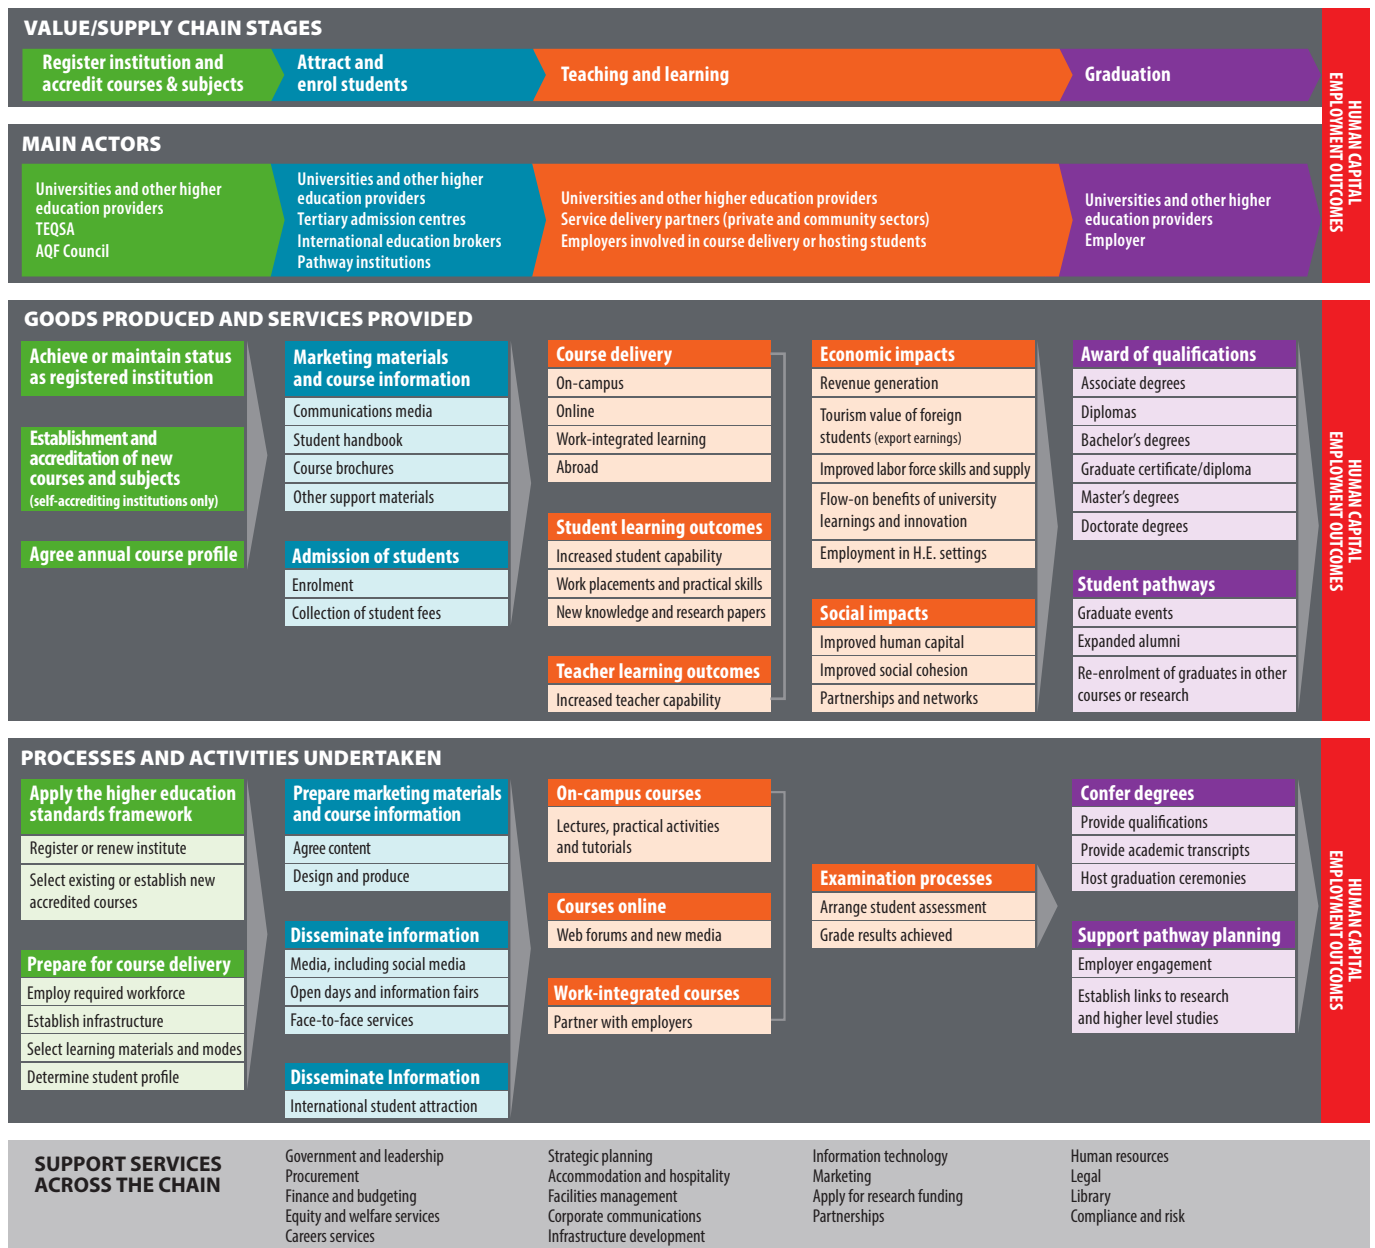 VALUE/SUPPLY CHAIN STAGES
Register institution and
accredit courses & subjects
Attract and
enrol students
Teaching and learning
Graduation
HUMAN CAPITAL
EMPLOYMENT OUTCOMES
MAIN ACTORS
Universities and other higher
education providers
TEQSA
AQF Council
Universities and other higher
education providers
Tertiary admission centres
International education brokers
Pathway institutions
Universities and other higher education providers
Service delivery partners (private and community sectors)
Employers involved in course delivery or hosting students
Universities and other higher
education providers
Employer
GOODS PRODUCED AND SERVICES PROVIDED
Achieve or maintain status
as registered institution
Establishment and
accreditation of new
courses and subjects
(self-accrediting institutions only)
Agree annual course profile
Marketing materials
and course information
Communications media
Student handbook
Course brochures
Other support materials
Admission of students
Enrolment
Collection of student fees
Course delivery
On-campus
Online
Work-integrated learning
Abroad
Student learning outcomes
Increased student capability
Work placements and practical skills
New knowledge and research papers
Teacher learning outcomes
Increased teacher capability
Economic impacts
Revenue generation
Tourism value of foreign
students (export earnings)
Improved labor force skills and supply
Flow-on benefits of university
learnings and innovation
Employment in H.E. settings
Social impacts
Improved human capital
Improved social cohesion
Partnerships and networks
Award of qualifications
Associate degrees
Diplomas
Bachelor's degrees
Graduate certificate/diploma
Master's degrees
Doctorate degrees
Student pathways
Graduate events
Expanded alumni
Re-enrolment of graduates in other
courses or research
HUMAN CAPITAL
EMPLOYMENT OUTCOMES
PROCESSES AND ACTIVITIES UNDERTAKEN
Apply the higher education
standards framework
Register or renew institute
Select existing or establish new
accredited courses
Prepare for course delivery
Employ required workforce
Establish infrastructure
Select learning materials and modes
Determine student profile
Prepare marketing materials
and course information
Agree content
Design and produce
Disseminate information
Media, including social media
Open days and information fairs
Face-to-face services
Disseminate Information
International student attraction
On-campus courses
Lectures, practical activities
and tutorials
Courses online
Web forums and new media
Work-integrated courses
Partner with employers
Examination processes
Arrange student assessment
Grade results achieved
Confer degrees
Provide qualifications
Provide academic transcripts
Host graduation ceremonies
Support pathway planning
Employer engagement
Establish links to research
and higher level studies
HUMAN CAPITAL
EMPLOYMENT OUTCOMES
SUPPORT SERVICES
ACROSS THE CHAIN
Government and leadership
Procurement
Finance and budgeting
Equity and welfare services
Careers services
Strategic planning
Accommodation and hospitality
Facilities management
Corporate communications
Infrastructure development
Information technology
Marketing
Apply for research funding
Partnerships
Human resources
Legal
Library
Compliance and risk